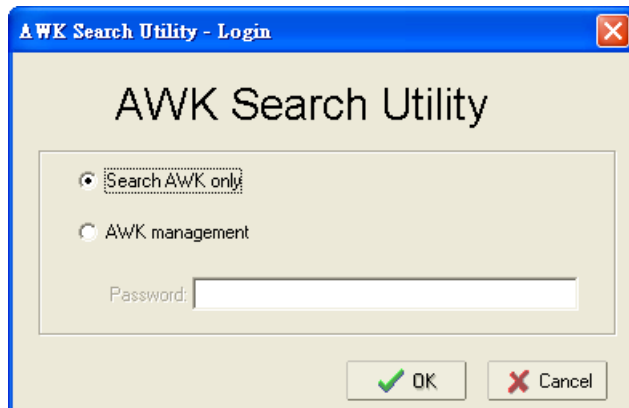 AWK Search Utility - Login
AWK Search Utility
Search AWK only
AWK management
Password:
OK
Cancel